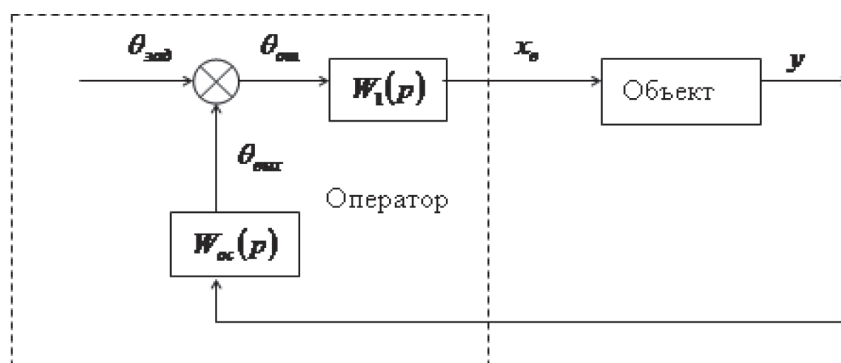 θзад
θош
W₁(p)
xв
Объект
y
θвых
Оператор
Wос(p)